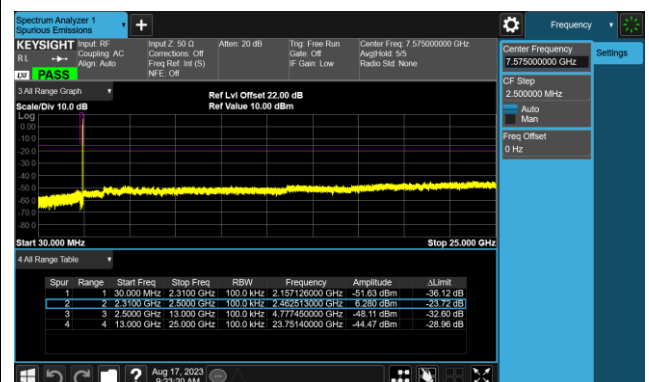 Spectrum Analyzer 1
Spurious Emissions
Frequency
KEYSIGHT
Input: RF
Input Z: 50 Ω
Atten: 20 dB
Trig: Free Run
Center Freq: 7.575000000 GHz
RL
Coupling: AC
Corrections: Off
Gate: Off
Avg|Hold: 5/5
Align: Auto
Freq Ref: Int (S)
IF Gain: Low
Radio Std: None
NFE: Off
LXI
PASS
Center Frequency
7.575000000 GHz
Settings
CF Step
2.500000 MHz
Auto
Man
Freq Offset
0 Hz
3 All Range Graph
Ref Lvl Offset 22.00 dB
Scale/Div 10.0 dB
Ref Value 10.00 dBm
Log
0.00
-10.0
-20.0
-30.0
-40.0
-50.0
-60.0
-70.0
-80.0
Start 30.000 MHz
Stop 25.000 GHz
4 All Range Table
Spur Range Start Freq Stop Freq RBW Frequency Amplitude ΔLimit
1 1 30.000 MHz 2.3100 GHz 100.0 kHz 2.157126000 GHz -51.63 dBm -36.12 dB
2 2 2.3100 GHz 2.5000 GHz 100.0 kHz 2.462513000 GHz 6.280 dBm -23.72 dB
3 3 2.5000 GHz 13.000 GHz 100.0 kHz 4.777450000 GHz -48.11 dBm -32.60 dB
4 4 13.000 GHz 25.000 GHz 100.0 kHz 23.75140000 GHz -44.47 dBm -28.96 dB
Aug 17, 2023
9:23:20 AM